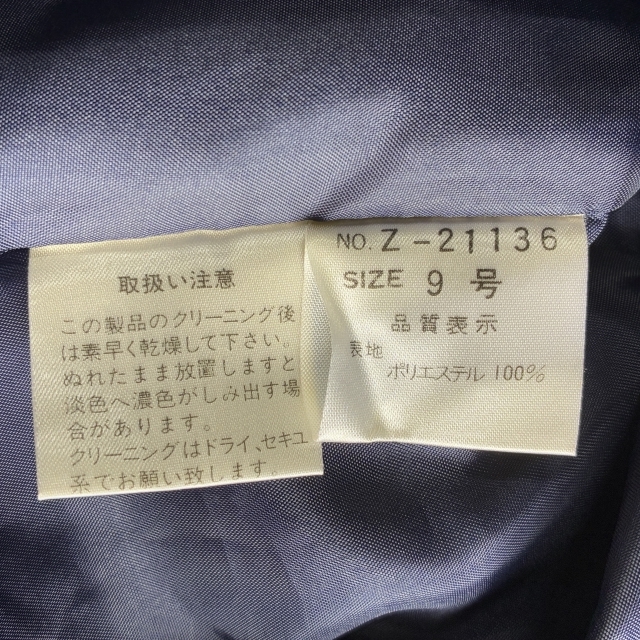 取扱い注意
この製品のクリーニング後
は素早く乾燥して下さい。
ぬれたまま放置しますと
淡色へ濃色がしみ出す場
合があります。
クリーニングはドライ、セキユ
系でお願い致します。
NO. Z-21136
SIZE 9 号
品質表示
表地
ポリエステル 100%